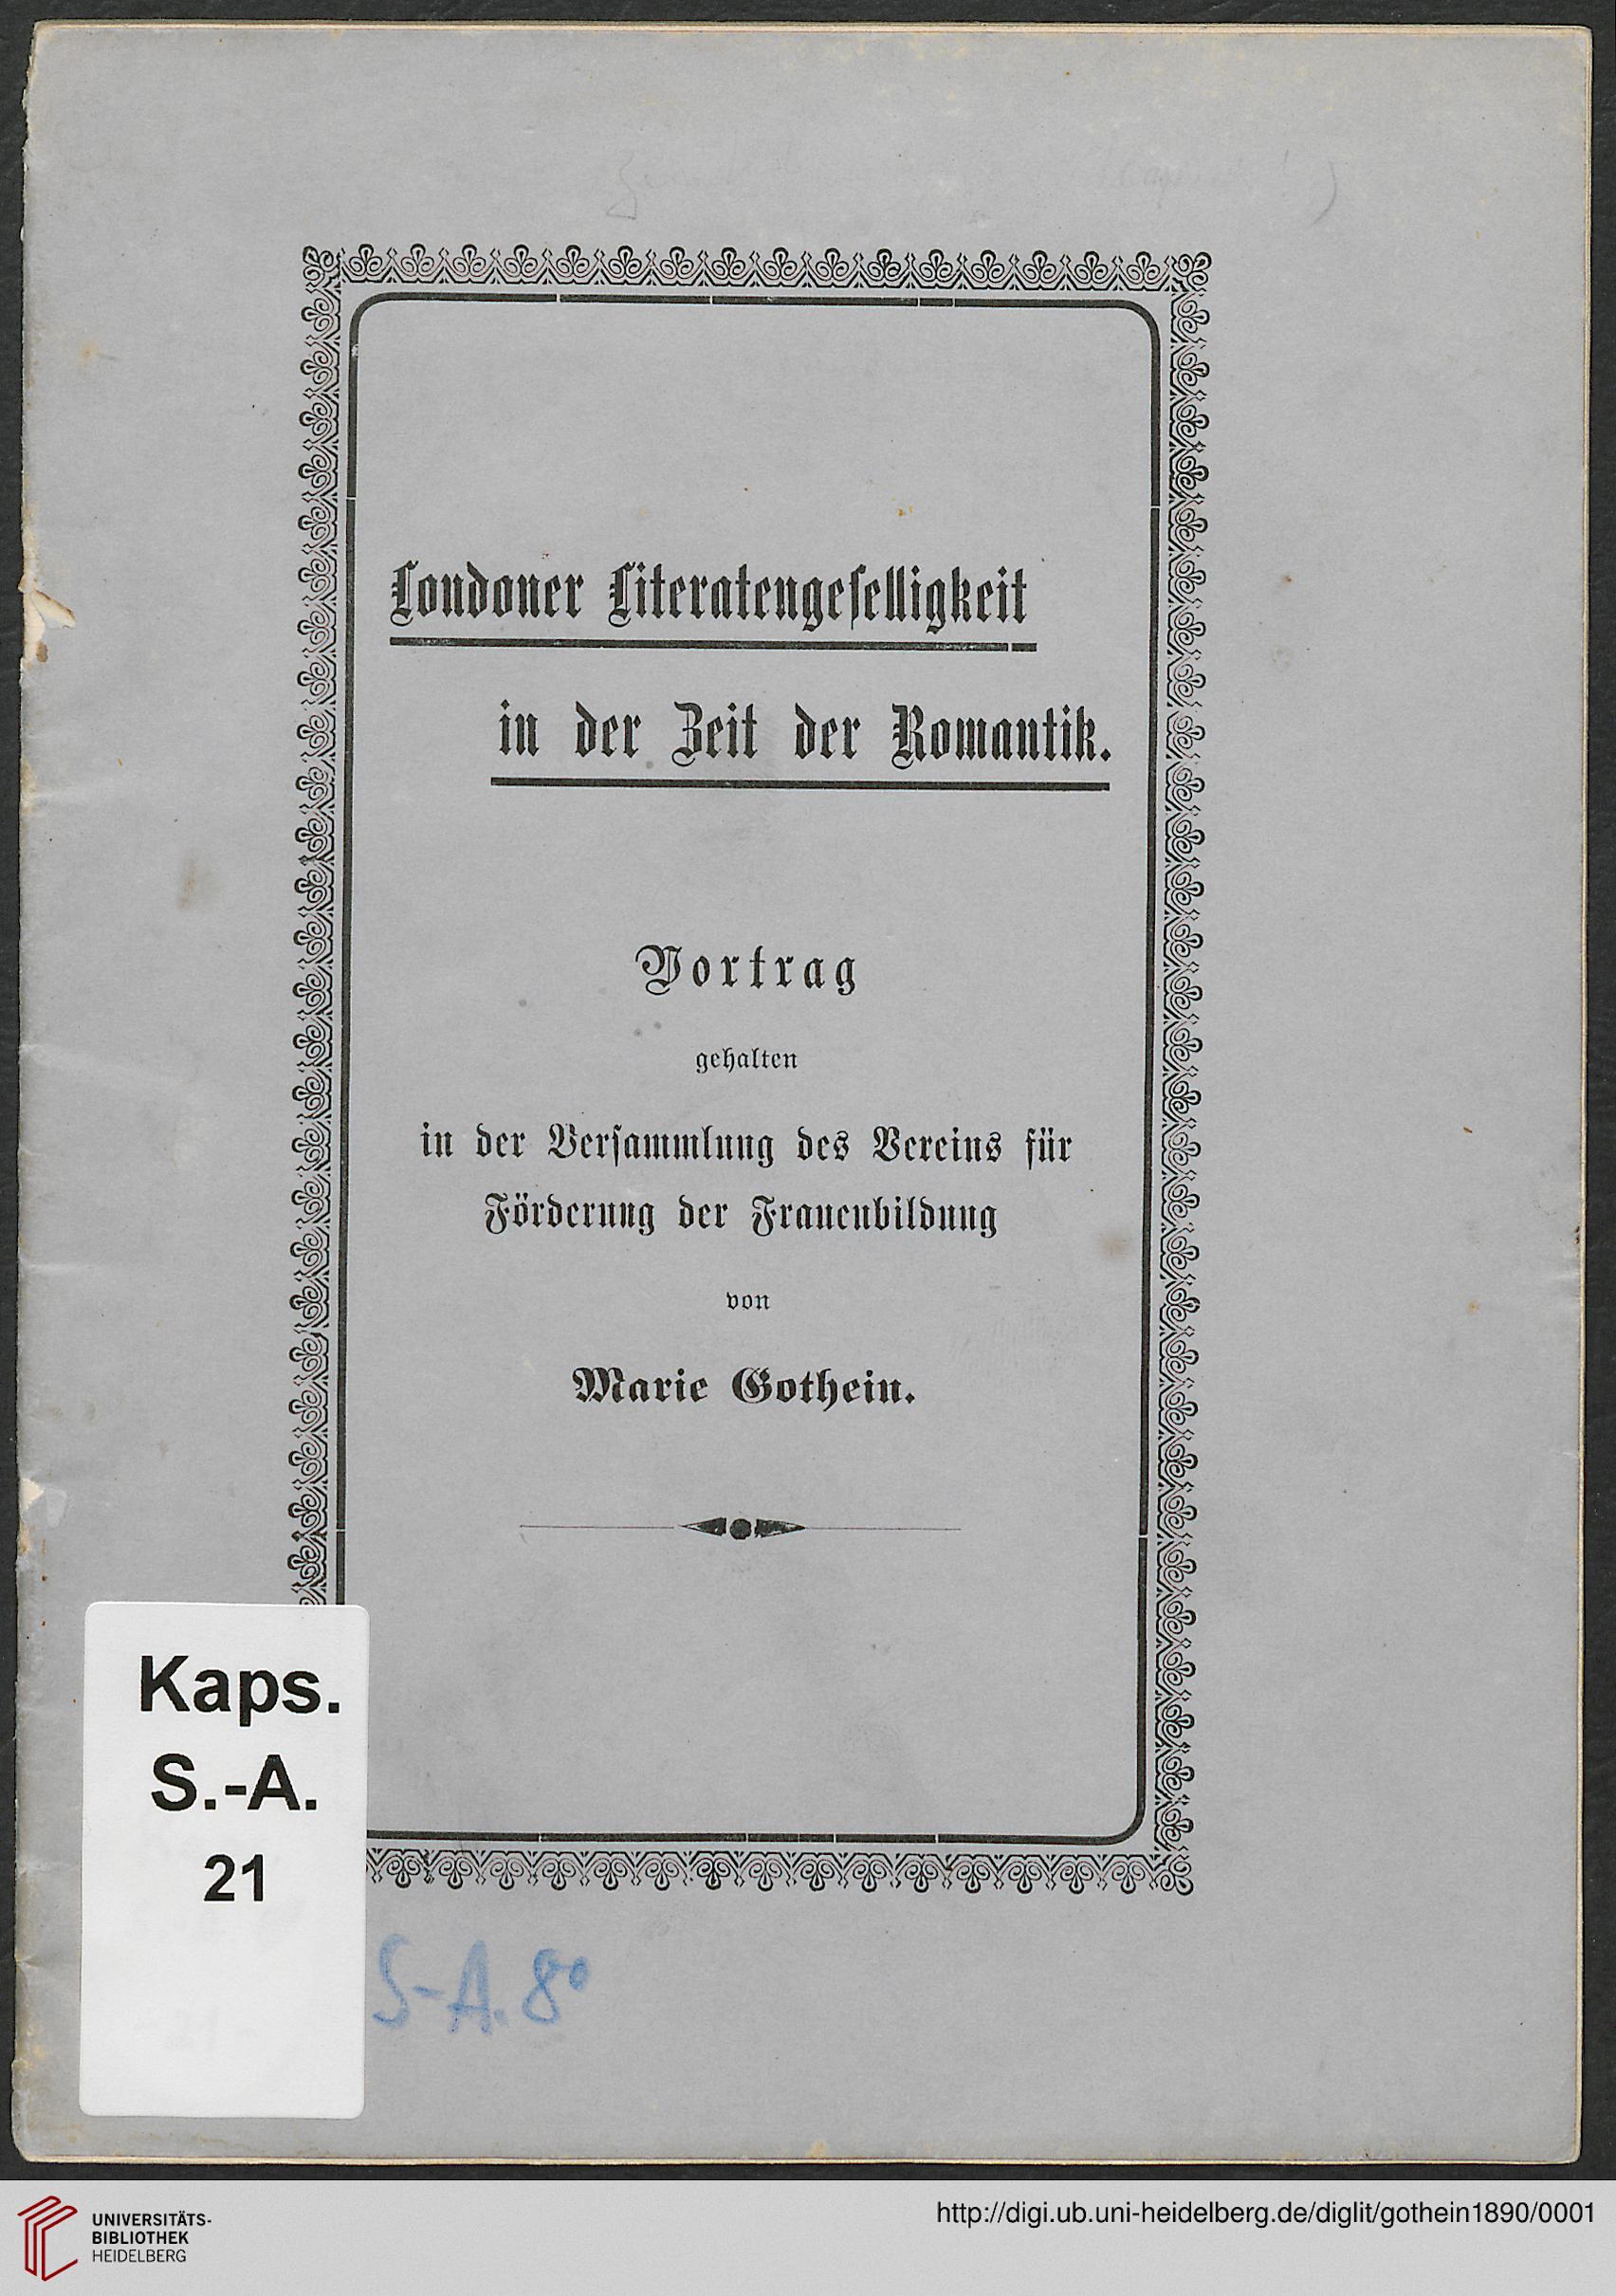 Londoner Literatengeſelligkeit
in der Zeit der Romantik.
Vortrag
gehalten
in der Verſammlung des Vereins für
Förderung der Frauenbildung
von
Marie Gothein.
Kaps.
S.-A.
21
S-A. 8°
UNIVERSITÄTS-
BIBLIOTHEK
HEIDELBERG
http://digi.ub.uni-heidelberg.de/diglit/gothein1890/0001